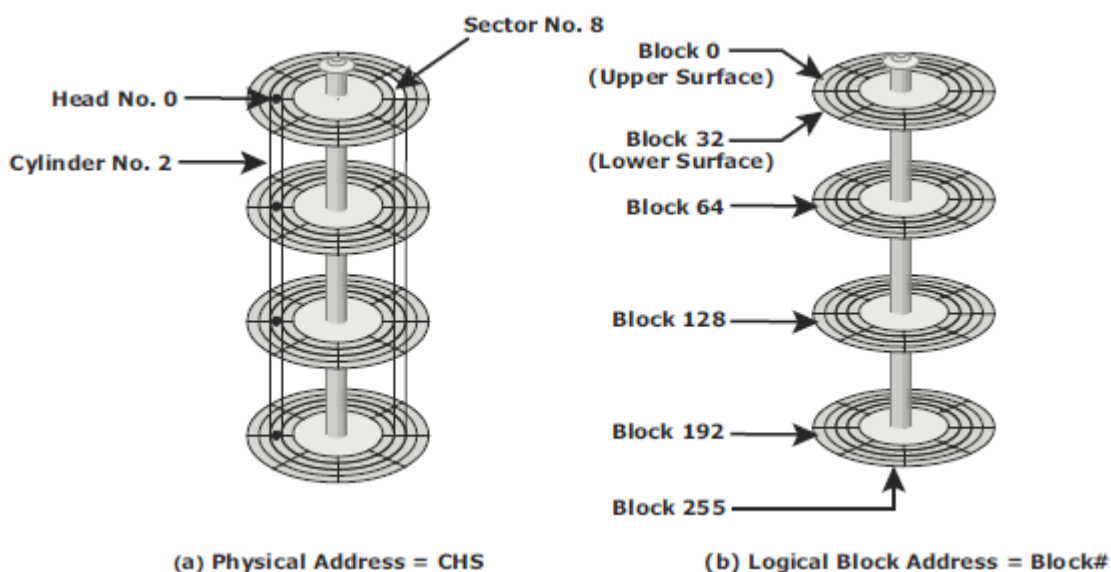 Sector No. 8
Head No. 0
Cylinder No. 2
(a) Physical Address = CHS
Block 0
(Upper Surface)
Block 32
(Lower Surface)
Block 64
Block 128
Block 192
Block 255
(b) Logical Block Address = Block#